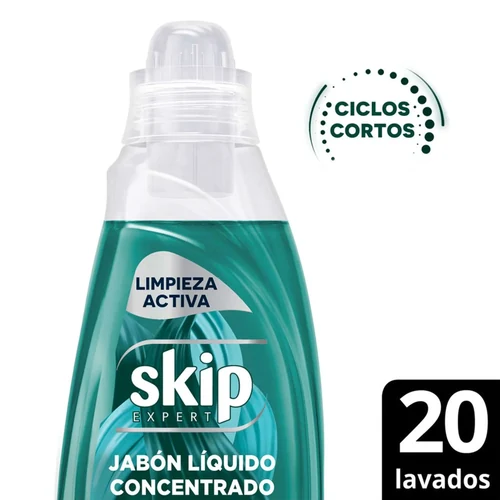 CICLOS
CORTOS
LIMPIEZA
ACTIVA
skip
EXPERT
JABÓN LÍQUIDO
CONCENTRADO
20
lavados